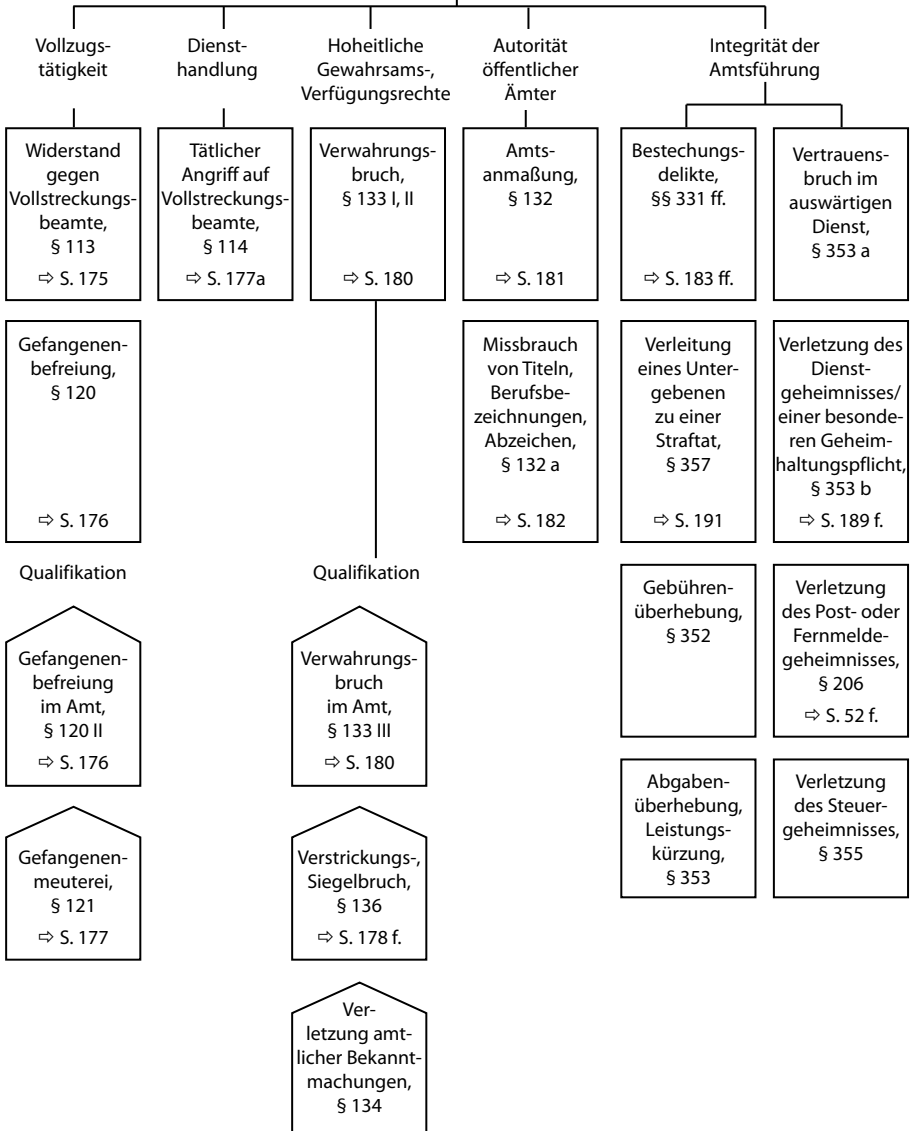 Vollzugs-
tätigkeit
Dienst-
handlung
Hoheitliche
Gewahrsams-,
Verfügungsrechte
Autorität
öffentlicher
Ämter
Integrität der
Amtsführung
Widerstand
gegen
Vollstreckungs-
beamte,
§ 113
⇨ S. 175
Tätlicher
Angriff auf
Vollstreckungs-
beamte,
§ 114
⇨ S. 177a
Verwahrungs-
bruch,
§ 133 I, II
⇨ S. 180
Amts-
anmaßung,
§ 132
⇨ S. 181
Bestechungs-
delikte,
§§ 331 ff.
⇨ S. 183 ff.
Vertrauens-
bruch im
auswärtigen
Dienst,
§ 353 a
Gefangenen-
befreiung,
§ 120
⇨ S. 176
Missbrauch
von Titeln,
Berufsbe-
zeichnungen,
Abzeichen,
§ 132 a
⇨ S. 182
Verleitung
eines Unter-
gebenen
zu einer
Straftat,
§ 357
⇨ S. 191
Verletzung des
Dienst-
geheimnisses/
einer besonde-
ren Geheim-
haltungspflicht,
§ 353 b
⇨ S. 189 f.
Qualifikation
Qualifikation
Gefangenen-
befreiung
im Amt,
§ 120 II
⇨ S. 176
Verwahrungs-
bruch
im Amt,
§ 133 III
⇨ S. 180
Gebühren-
überhebung,
§ 352
Verletzung
des Post- oder
Fernmelde-
geheimnisses,
§ 206
⇨ S. 52 f.
Gefangenen-
meuterei,
§ 121
⇨ S. 177
Verstrickungs-,
Siegelbruch,
§ 136
⇨ S. 178 f.
Abgaben-
überhebung,
Leistungs-
kürzung,
§ 353
Verletzung
des Steuer-
geheimnisses,
§ 355
Ver-
letzung amt-
licher Bekannt-
machungen,
§ 134